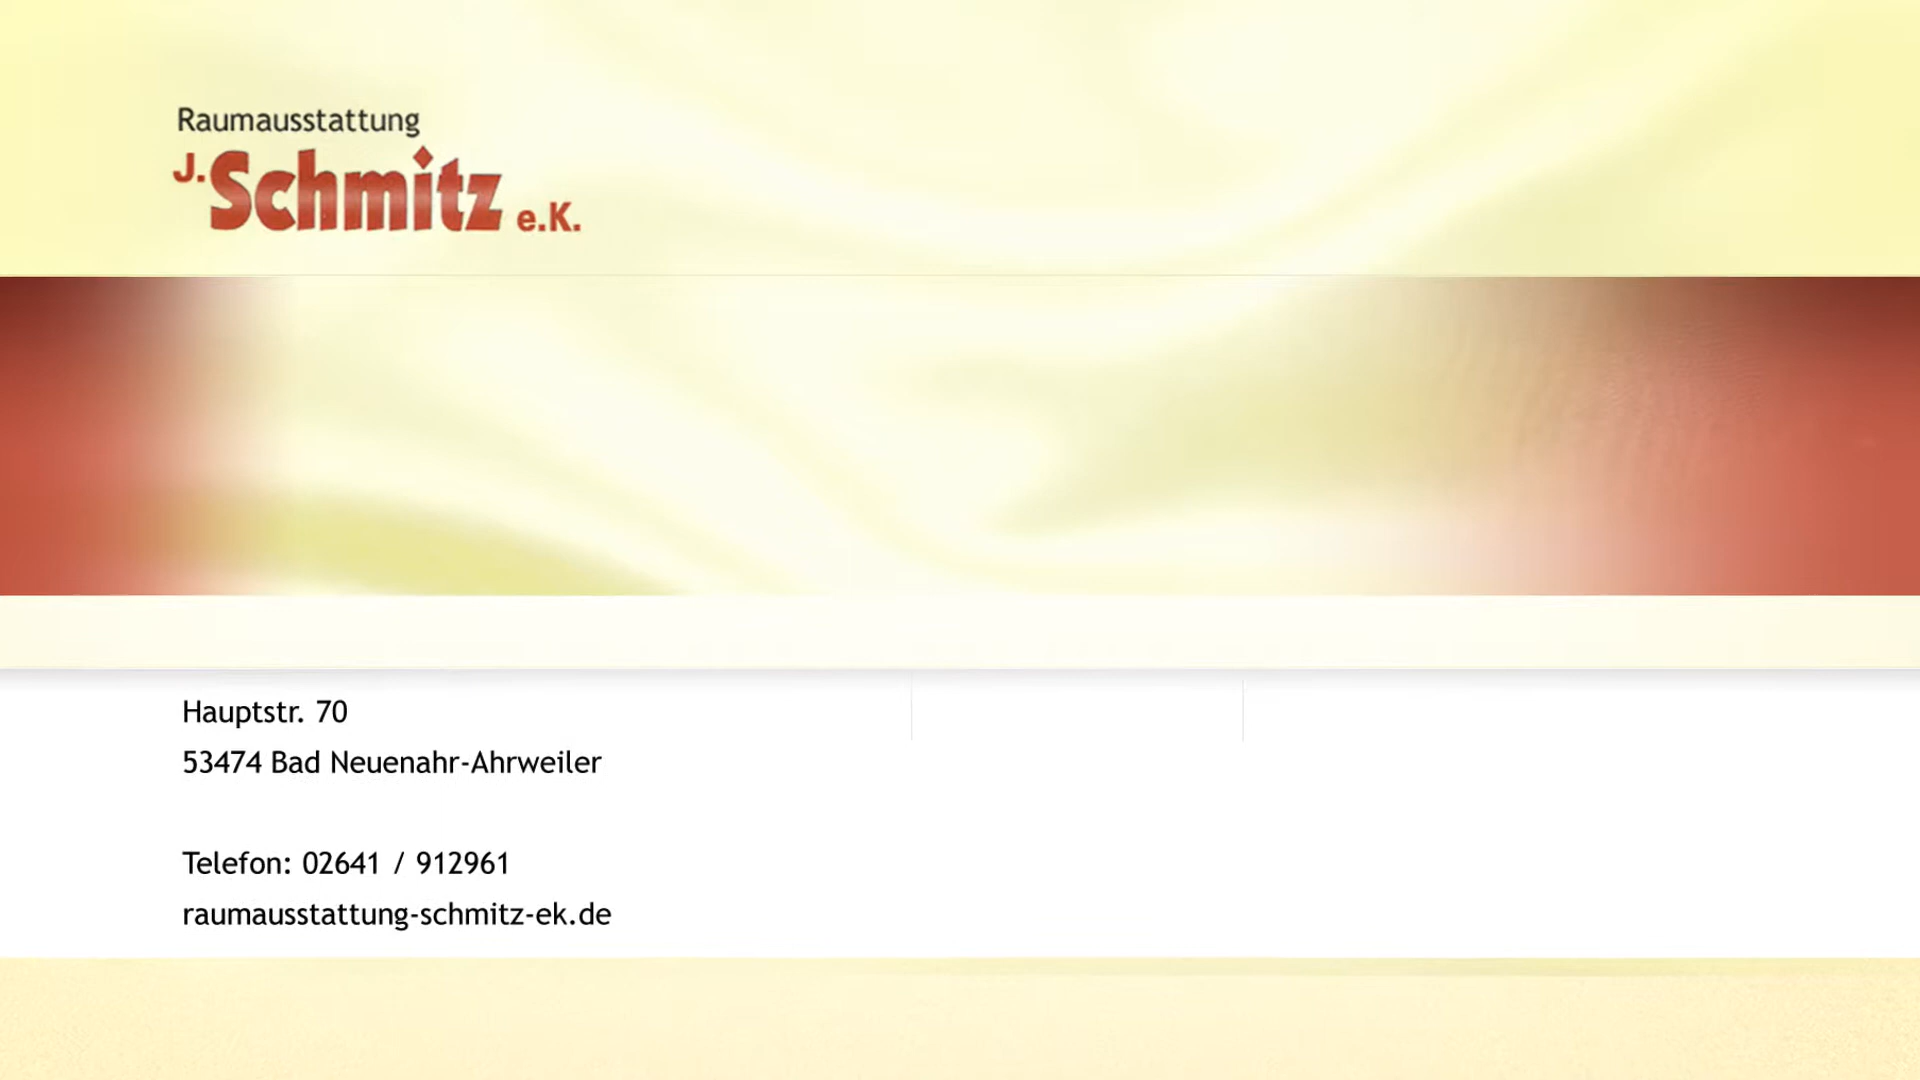 Raumausstattung
J. Schmitz e.K.
Hauptstr. 70
53474 Bad Neuenahr-Ahrweiler
Telefon: 02641 / 912961
raumausstattung-schmitz-ek.de